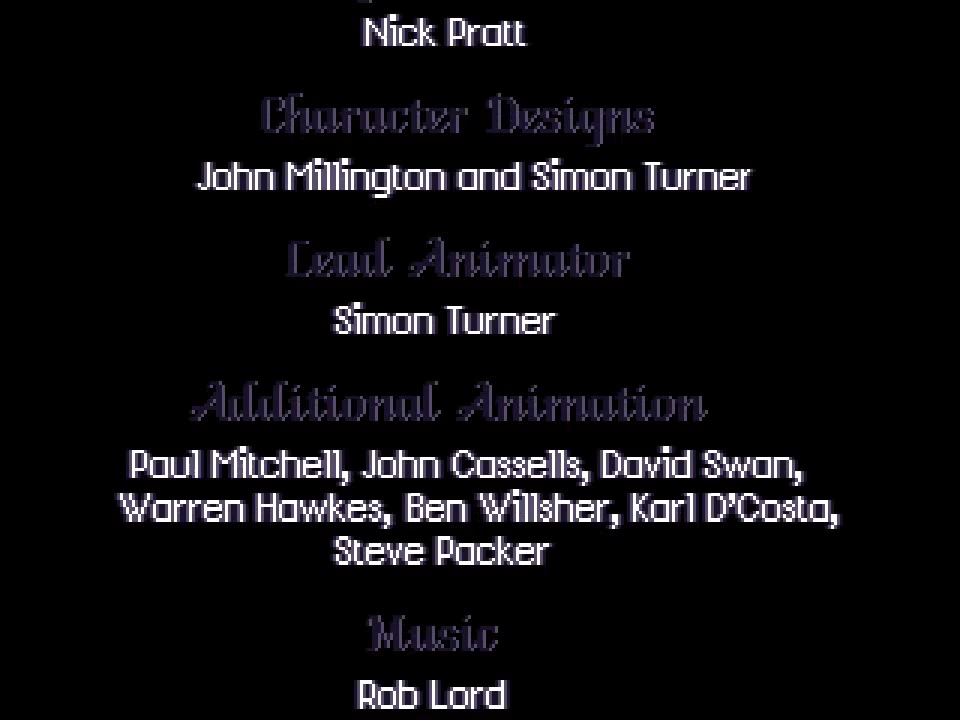 Nick Pratt
Character Designs
John Millington and Simon Turner
Lead Animator
Simon Turner
Additional Animation
Paul Mitchell, John Cassells, David Swan,
Warren Hawkes, Ben Willsher, Karl D'Costa,
Steve Packer
Music
Rob Lord